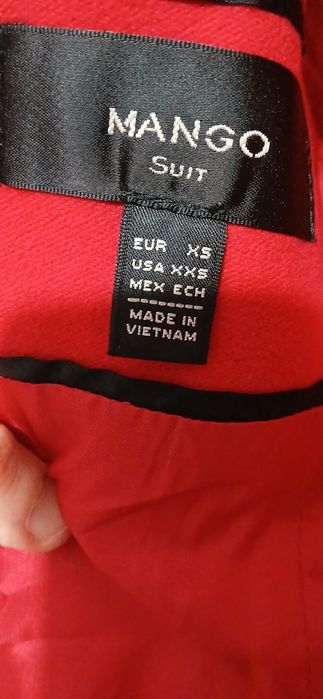 MANGO
SUIT
EUR XS
USA XXS
MEX ECH
MADE IN
VIETNAM